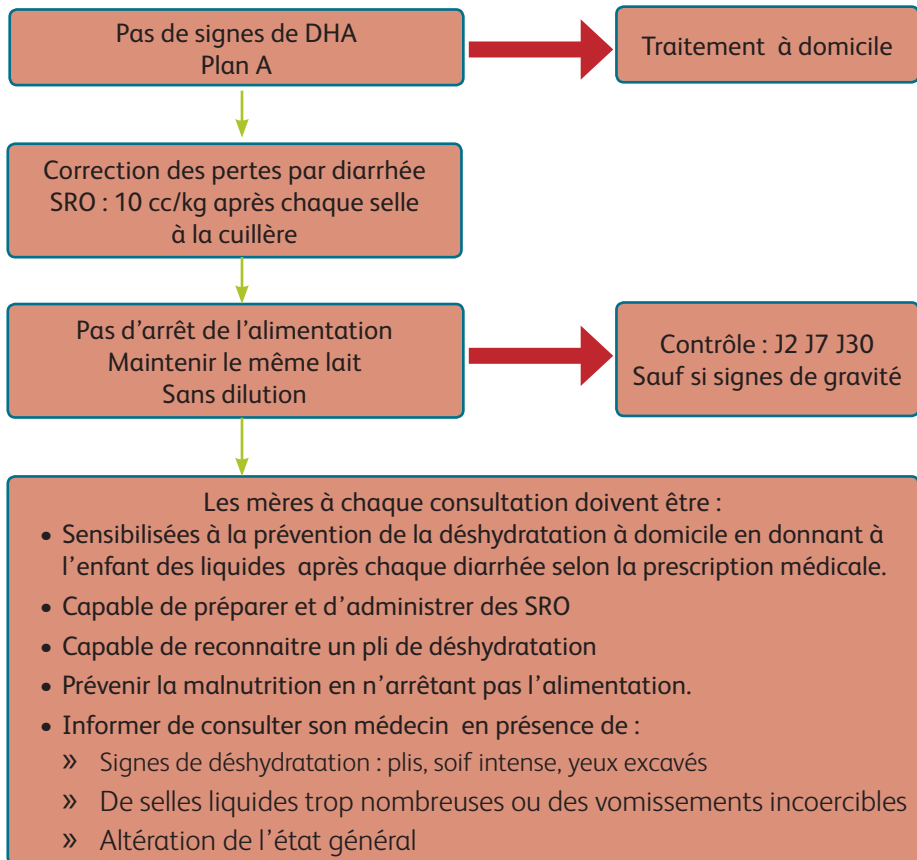 Pas de signes de DHA
Plan A
Traitement à domicile
Correction des pertes par diarrhée
SRO : 10 cc/kg après chaque selle
à la cuillère
Pas d'arrêt de l'alimentation
Maintenir le même lait
Sans dilution
Contrôle : J2 J7 J30
Sauf si signes de gravité
Les mères à chaque consultation doivent être :
• Sensibilisées à la prévention de la déshydratation à domicile en donnant à
l'enfant des liquides après chaque diarrhée selon la prescription médicale.
• Capable de préparer et d'administrer des SRO
• Capable de reconnaitre un pli de déshydratation
• Prévenir la malnutrition en n'arrêtant pas l'alimentation.
• Informer de consulter son médecin en présence de :
» Signes de déshydratation : plis, soif intense, yeux excavés
» De selles liquides trop nombreuses ou des vomissements incoercibles
» Altération de l'état général